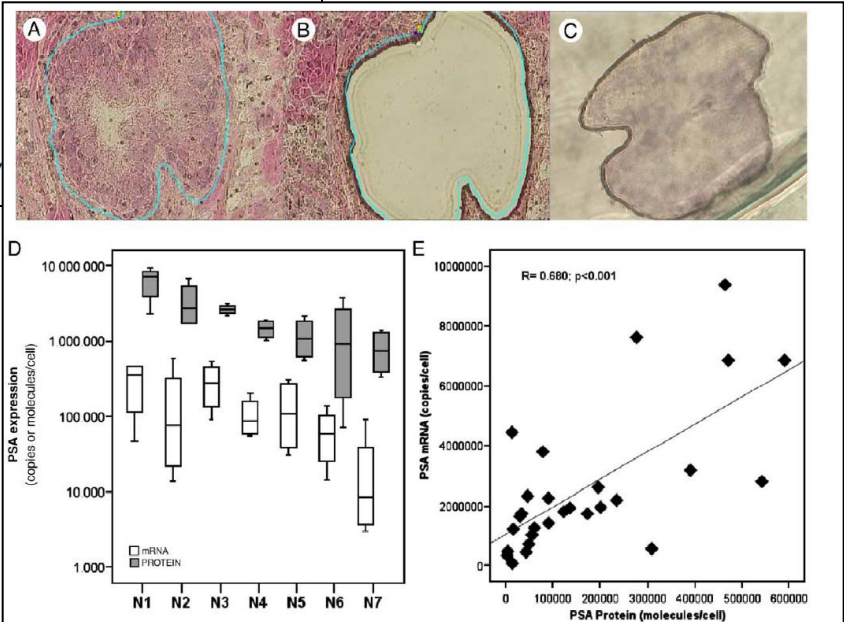 A
B
C
D
10 000 000
1 000 000
100 000
10 000
1 000
PSA expression
(copies or molecules/cell)
mRNA
PROTEIN
N1 N2 N3 N4 N5 N6 N7
E
R= 0.680; p<0.001
10000000
8000000
6000000
4000000
2000000
0
PSA mRNA (copies/cell)
0 100000 200000 300000 400000 500000 600000
PSA Protein (molecules/cell)